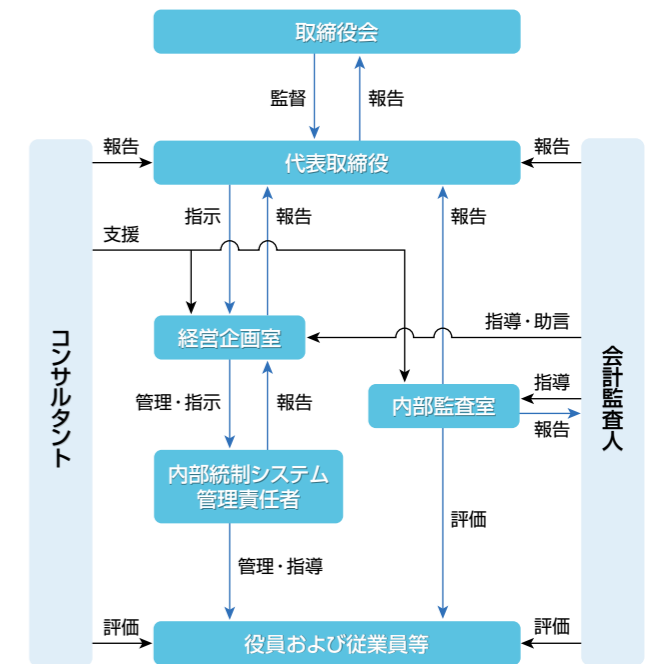 取締役会
監督
報告
報告
代表取締役
報告
指示
報告
報告
支援
経営企画室
指導・助言
コンサルタント
会計監査人
管理・指示
報告
内部監査室
指導
報告
内部統制システム
管理責任者
評価
管理・指導
評価
役員および従業員等
評価